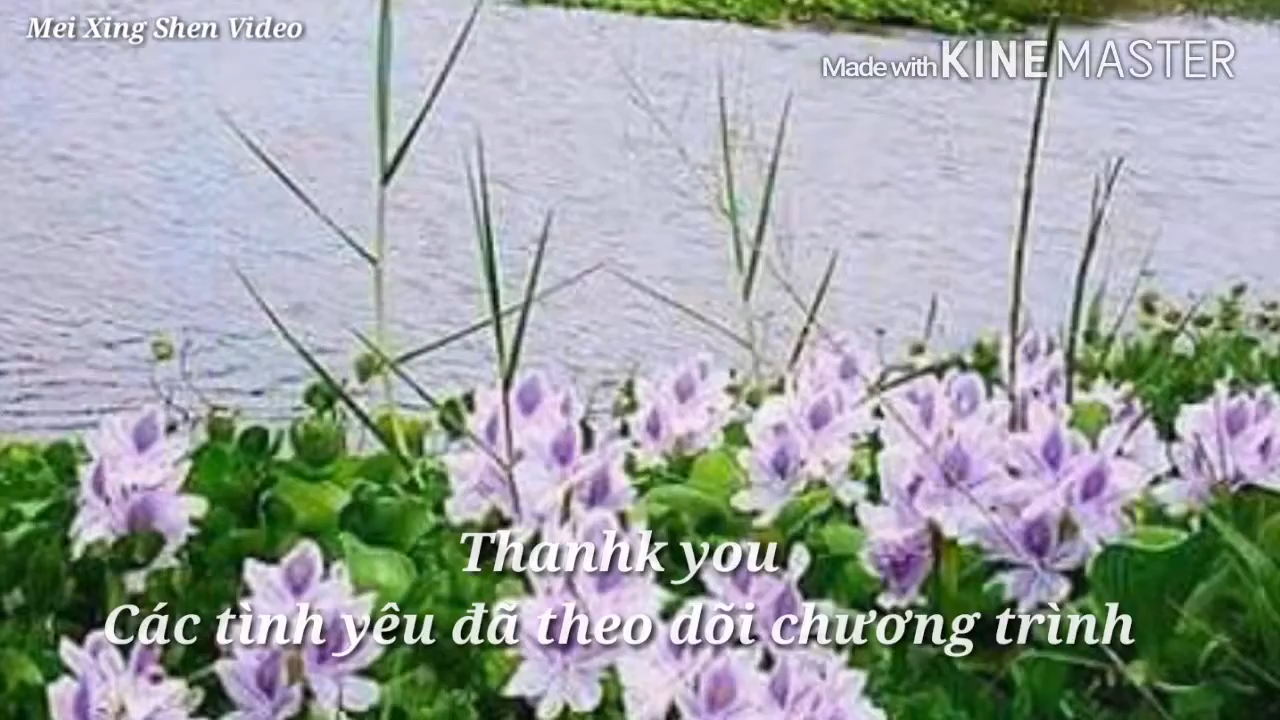 Mei Xing Shen Video
Made with KINEMASTER
Thanhk you
Các tình yêu đã theo dõi chương trình